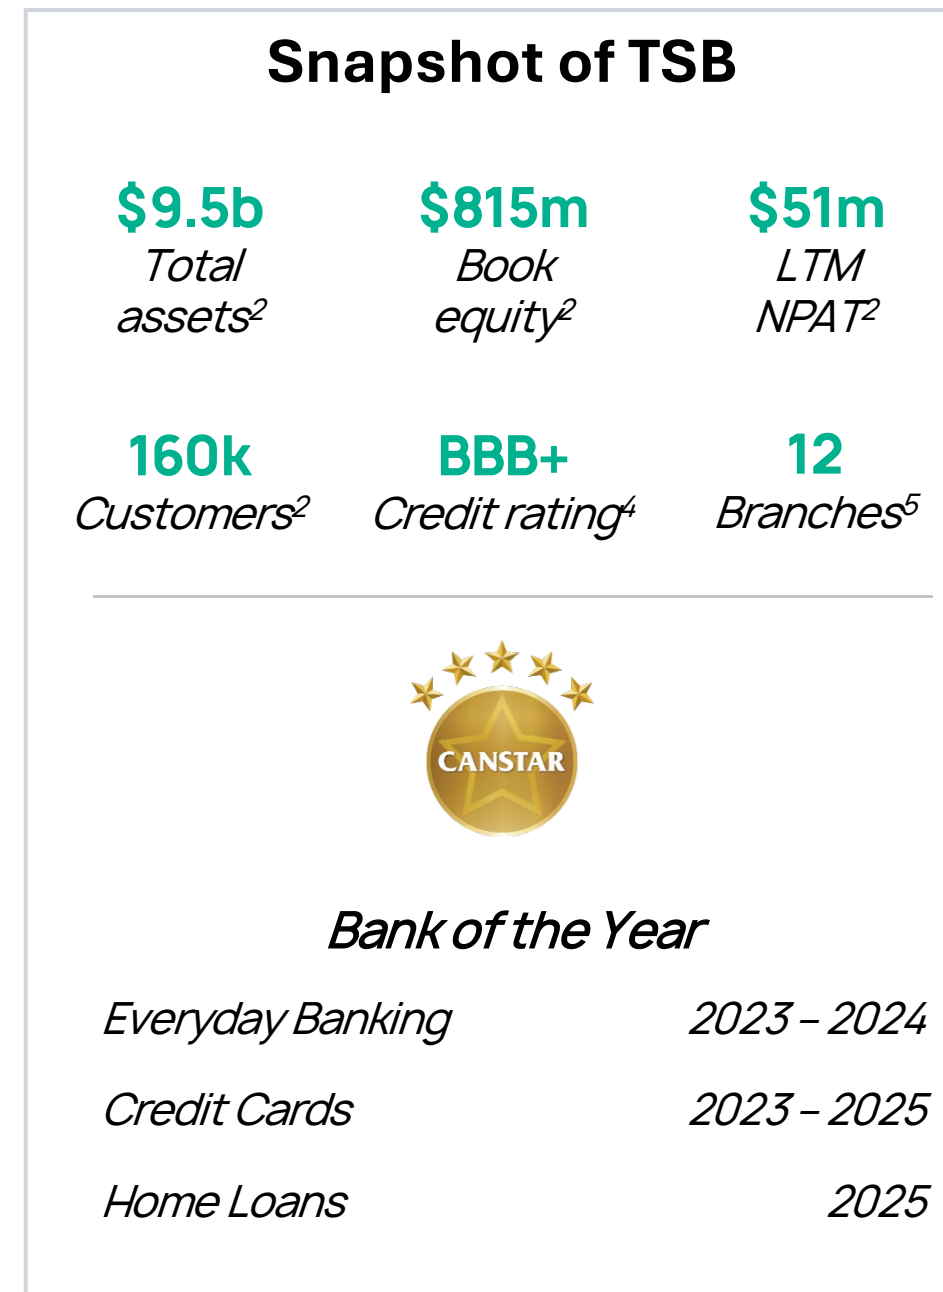 Snapshot of TSB
$9.5b $815m $51m
Total Book LTM
assets² equity² NPAT²
160k BBB+ 12
Customers² Credit rating⁴ Branches⁵
CANSTAR
Bank of the Year
Everyday Banking 2023 – 2024
Credit Cards 2023 – 2025
Home Loans 2025